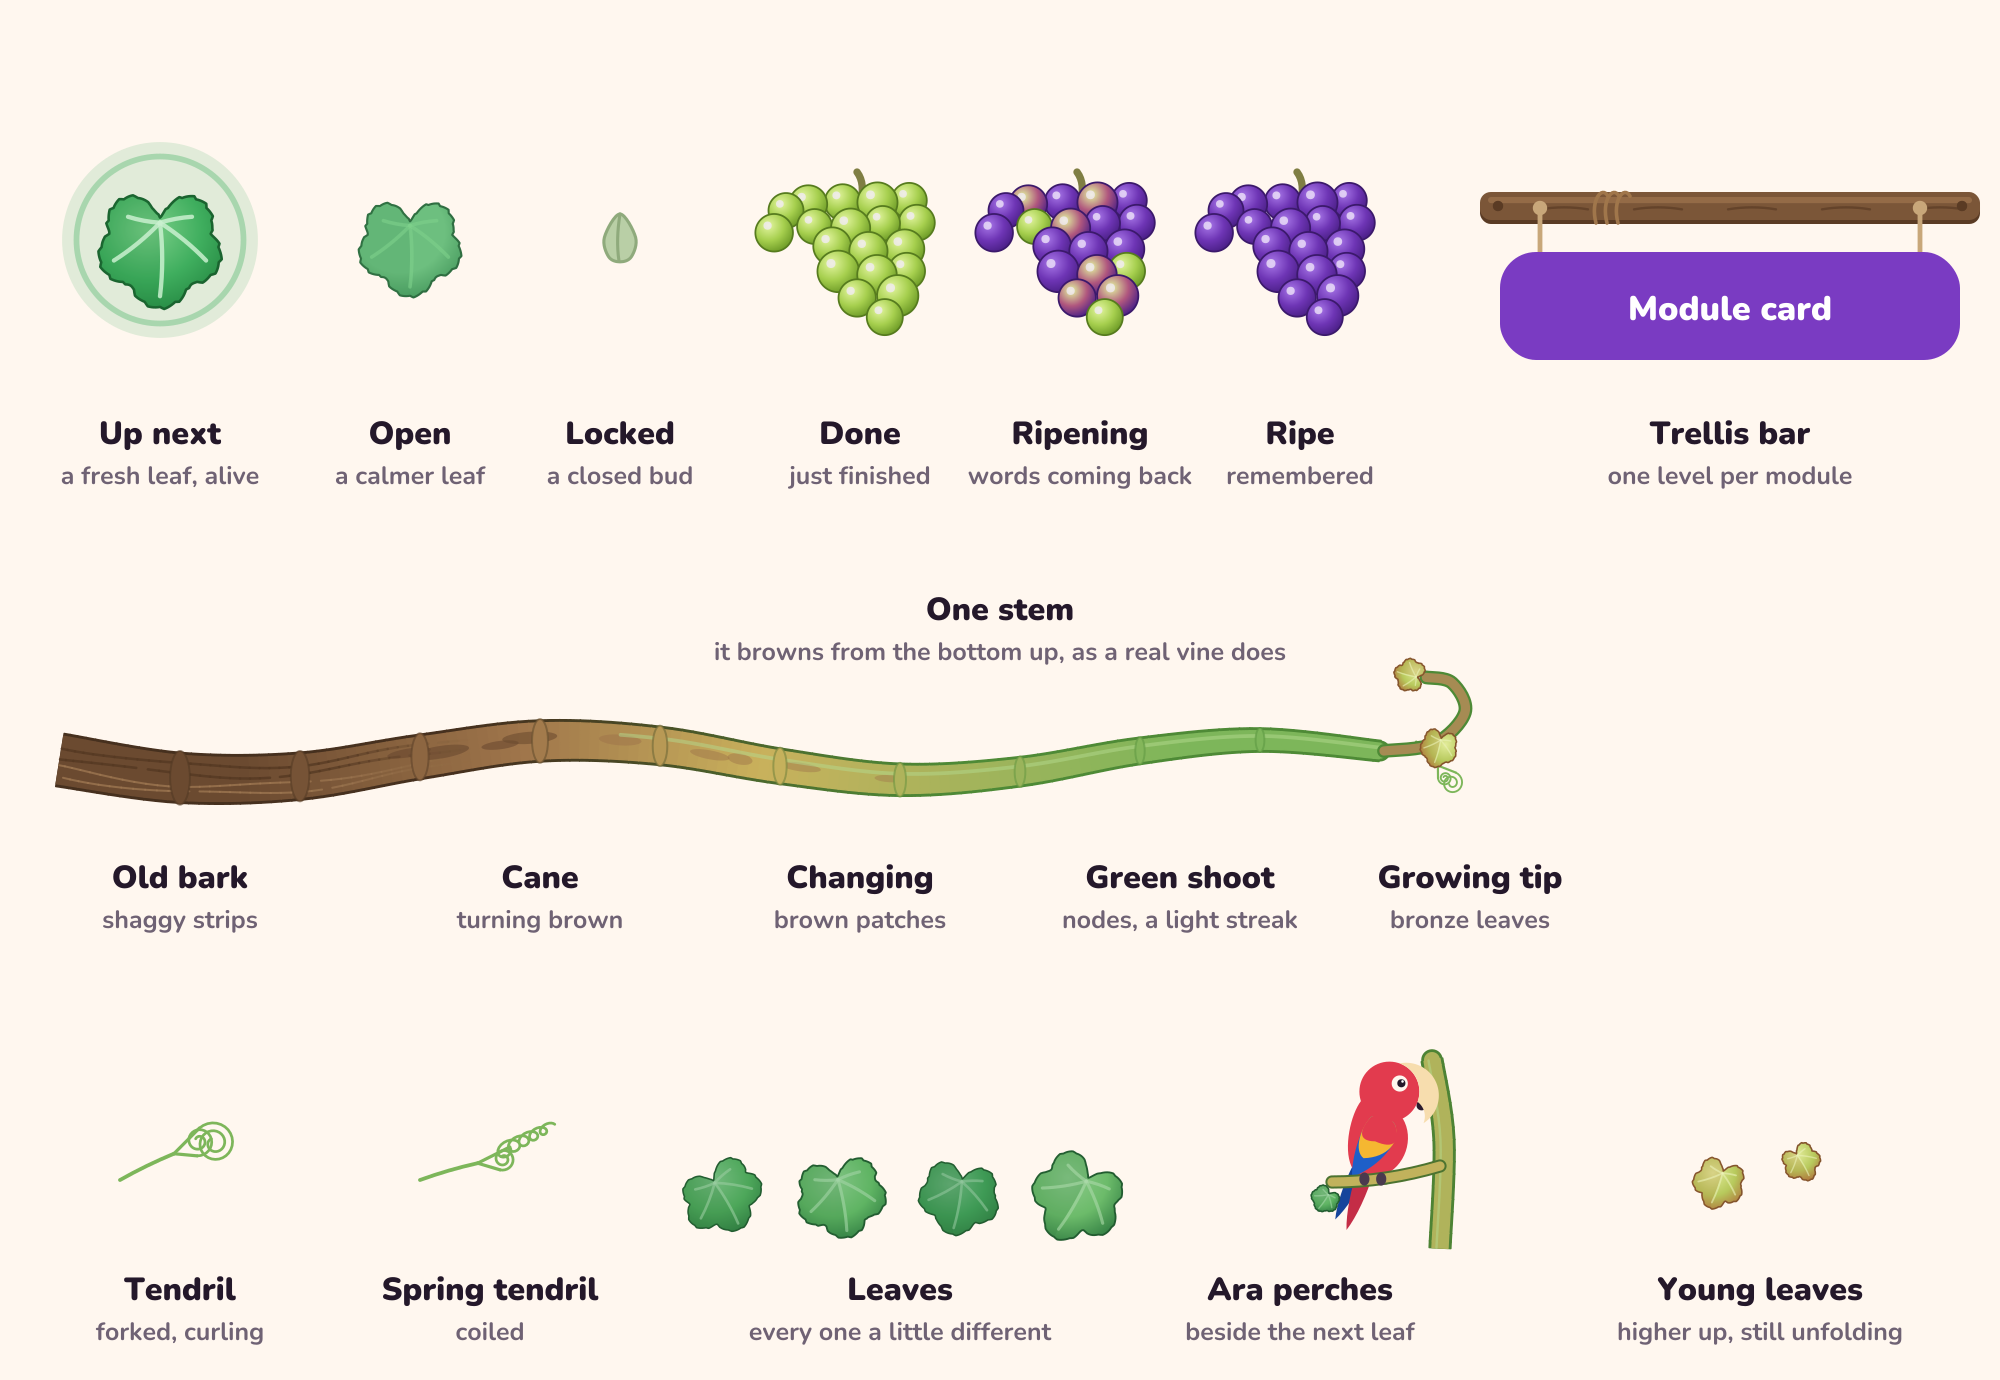 Module card
Up next
a fresh leaf, alive
Open
a calmer leaf
Locked
a closed bud
Done
just finished
Ripening
words coming back
Ripe
remembered
Trellis bar
one level per module
One stem
it browns from the bottom up, as a real vine does
Old bark
shaggy strips
Cane
turning brown
Changing
brown patches
Green shoot
nodes, a light streak
Growing tip
bronze leaves
Tendril
forked, curling
Spring tendril
coiled
Leaves
every one a little different
Ara perches
beside the next leaf
Young leaves
higher up, still unfolding